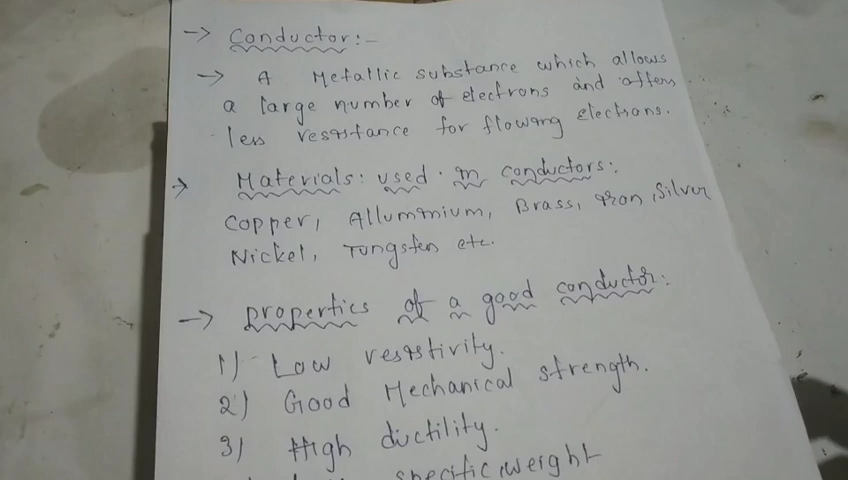 → Conductor:-
→ A Metallic substance which allows
a large number of electrons and offers
less resistance for flowing electrons.
→ Materials: used in conductors:
Copper, Alluminium, Brass, iron, Silver
Nickel, Tungsten etc.
→ properties of a good conductor:
1) Low resistivity.
2) Good Mechanical strength.
3) High ductility.
specific weight